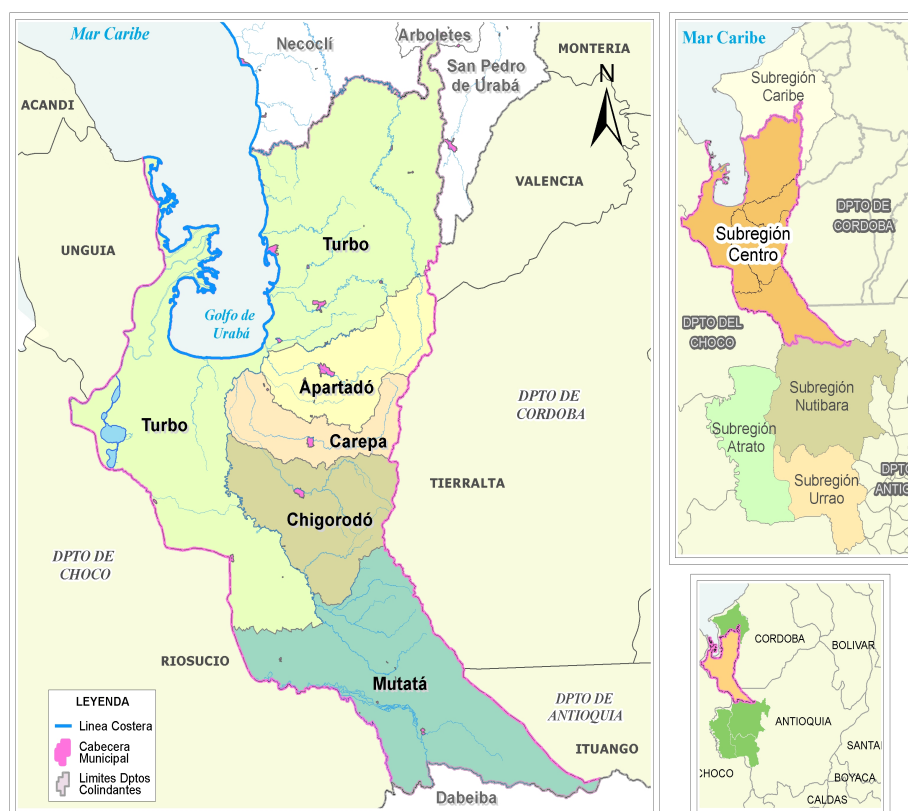 Mar Caribe
Necoclí
Arboletes
MONTERIA
San Pedro
de Urabá
N
ACANDI
VALENCIA
UNGUIA
Turbo
Golfo de
Urabá
Apartadó
DPTO DE
CORDOBA
Turbo
Carepa
TIERRALTA
Chigorodó
DPTO DE
CHOCO
RIOSUCIO
Mutatá
DPTO DE
ANTIOQUIA
ITUANGO
Dabeiba
LEYENDA
Linea Costera
Cabecera
Municipal
Limites Dptos
Colindantes
Mar Caribe
Subregión
Caribe
DPTO DE
CORDOBA
Subregión
Centro
DPTO DEL
CHOCO
Subregión
Nutibara
Subregión
Atrato
DPTO
ANTIO
Subregión
Urrao
CORDOBA
BOLIVAR
ANTIOQUIA
SANTA
CHOCO
BOYACA
CALDAS